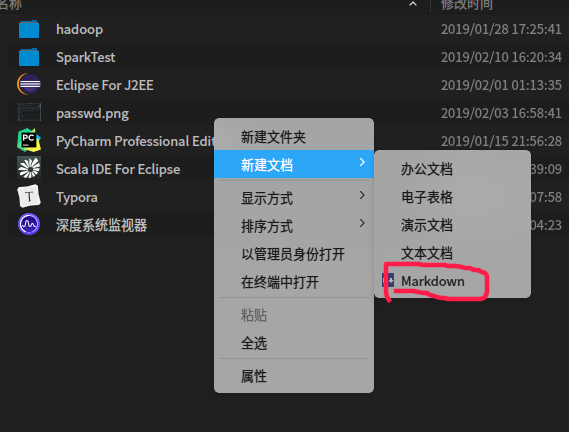 名称 修改时间
hadoop 2019/01/28 17:25:41
SparkTest 2019/02/10 16:20:34
Eclipse For J2EE 2019/02/01 01:13:35
passwd.png 2019/02/03 16:58:41
PyCharm Professional Edit 2019/01/15 21:56:28
Scala IDE For Eclipse 39:09
Typora 07:58
深度系统监视器 04:23
新建文件夹
新建文档
显示方式
排序方式
以管理员身份打开
在终端中打开
粘贴
全选
属性
办公文档
电子表格
演示文档
文本文档
Markdown